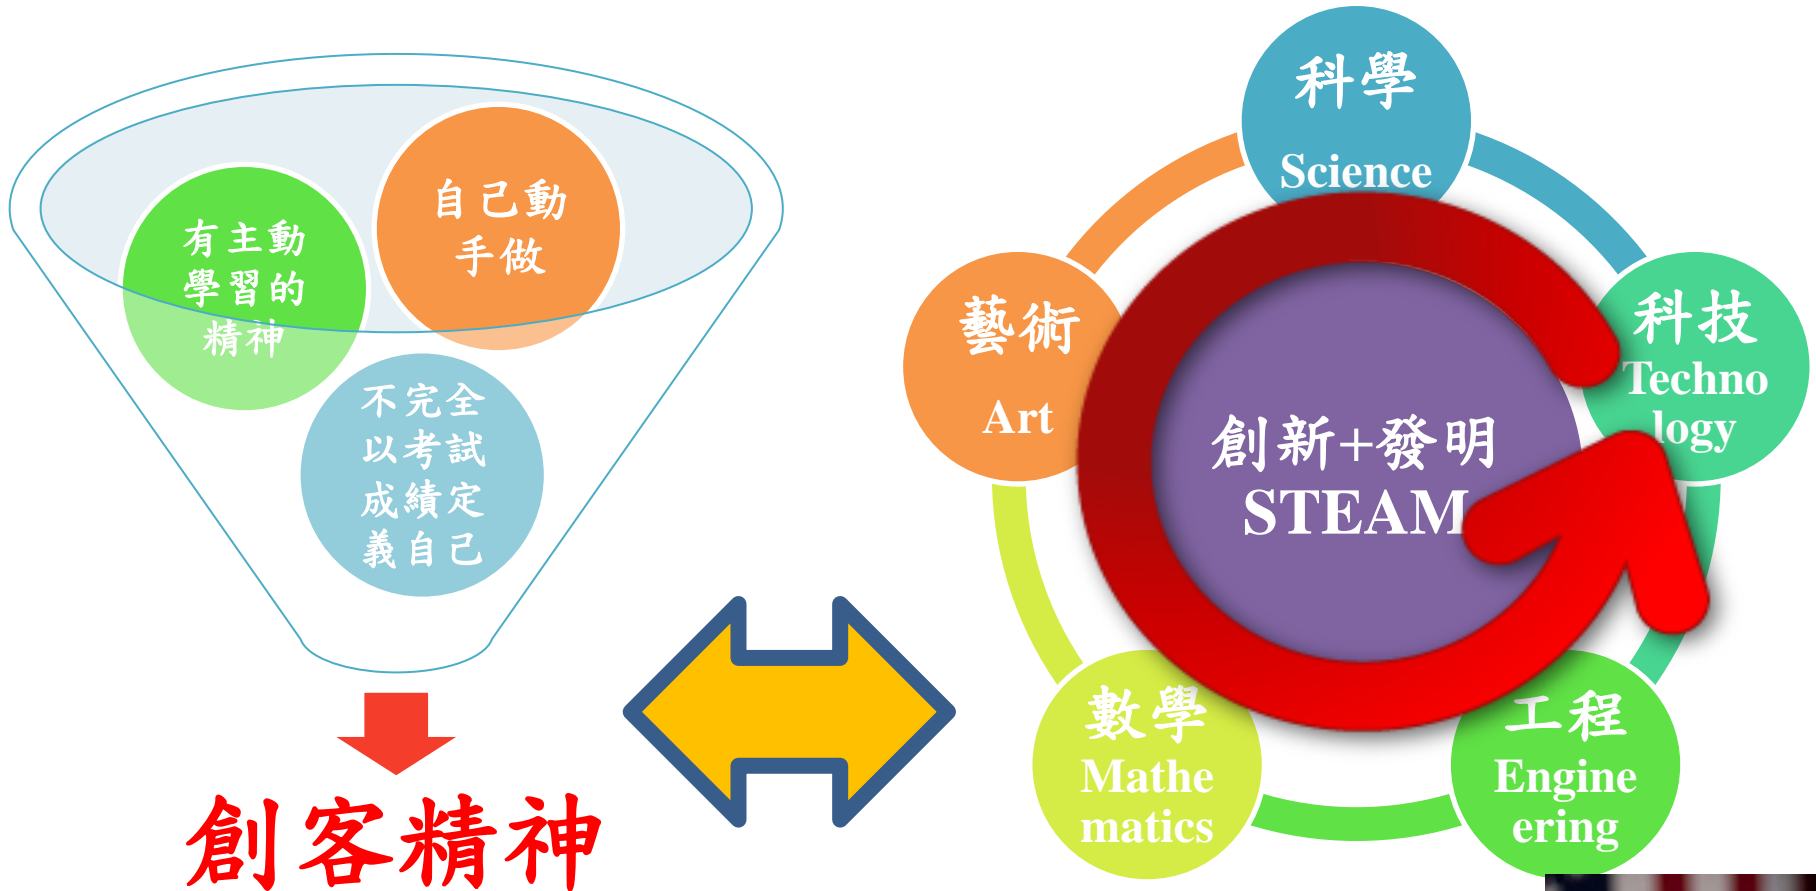 有主動
學習的
精神
自己動
手做
不完全
以考試
成績定
義自己
創客精神
科學
Science
科技
Techno
logy
工程
Engine
ering
數學
Mathe
matics
藝術
Art
創新+發明
STEAM